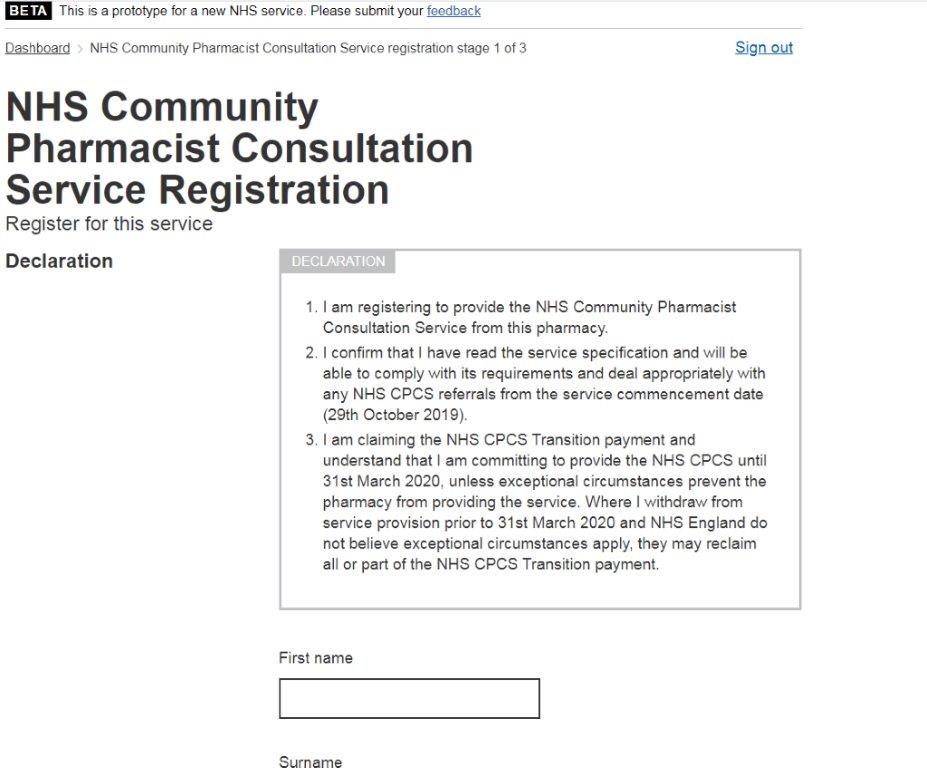 BETA This is a prototype for a new NHS service. Please submit your feedback
Dashboard > NHS Community Pharmacist Consultation Service registration stage 1 of 3 Sign out
NHS Community
Pharmacist Consultation
Service Registration
Register for this service
Declaration
DECLARATION
1. I am registering to provide the NHS Community Pharmacist
Consultation Service from this pharmacy.
2. I confirm that I have read the service specification and will be
able to comply with its requirements and deal appropriately with
any NHS CPCS referrals from the service commencement date
(29th October 2019).
3. I am claiming the NHS CPCS Transition payment and
understand that I am committing to provide the NHS CPCS until
31st March 2020, unless exceptional circumstances prevent the
pharmacy from providing the service. Where I withdraw from
service provision prior to 31st March 2020 and NHS England do
not believe exceptional circumstances apply, they may reclaim
all or part of the NHS CPCS Transition payment.
First name
Surname